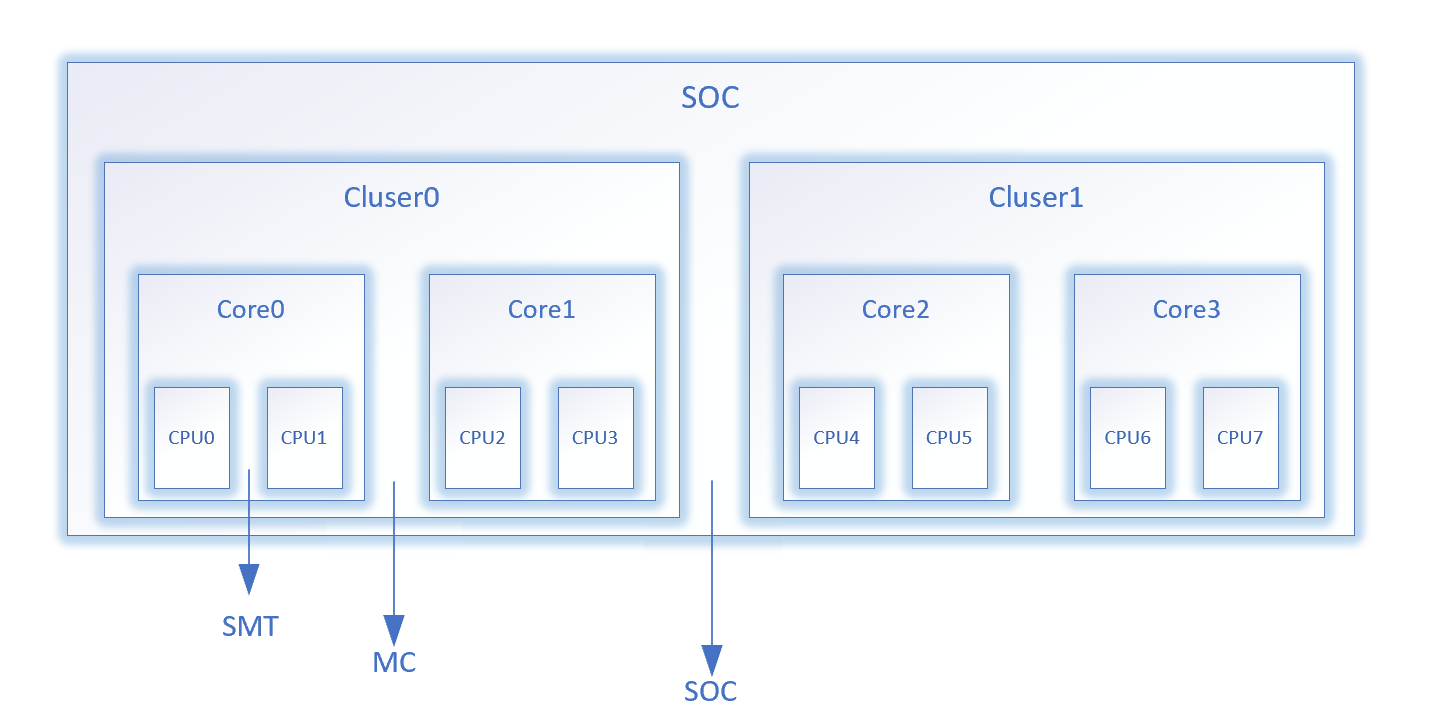 SOC
Cluser0
Cluser1
Core0
Core1
Core2
Core3
CPU0
CPU1
CPU2
CPU3
CPU4
CPU5
CPU6
CPU7
SMT
MC
SOC